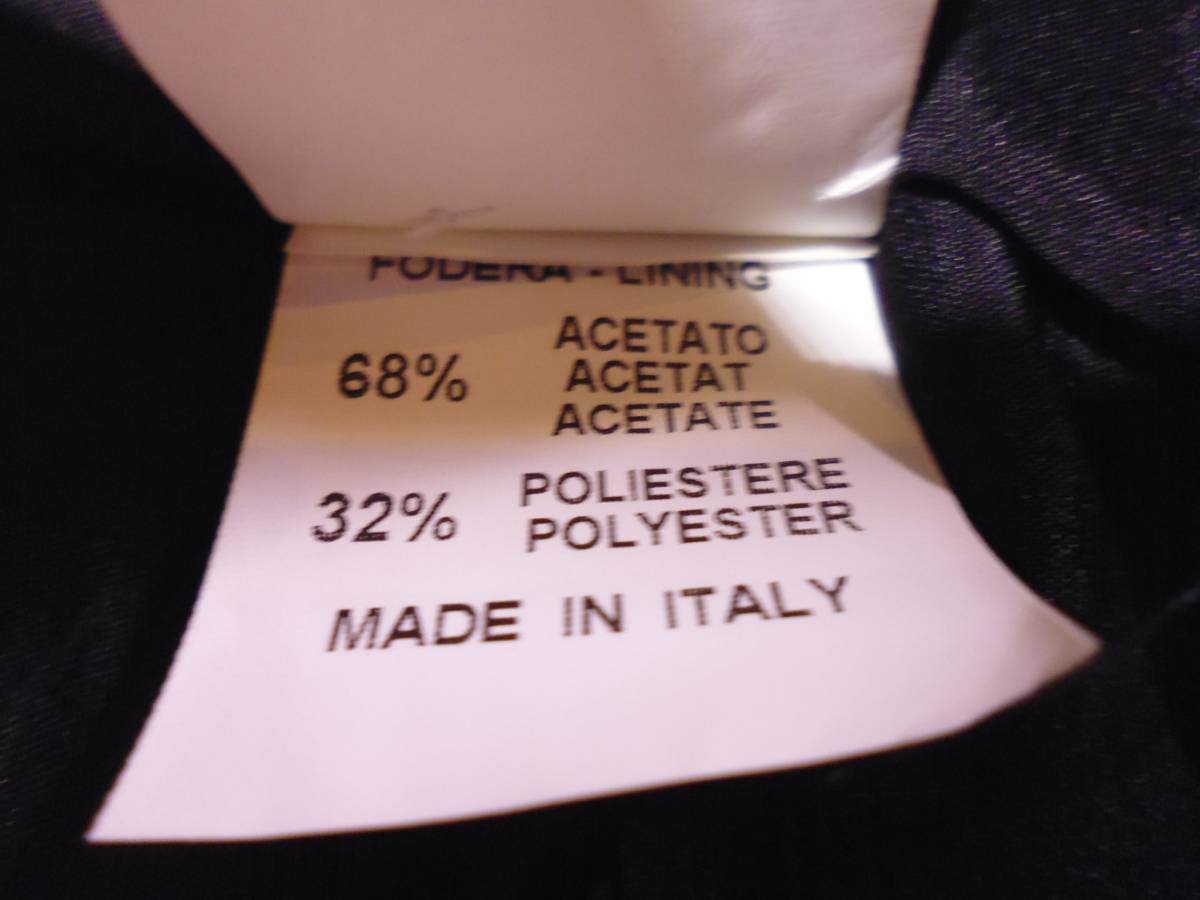 FODERA - LINING
68% ACETATO
ACETAT
ACETATE
32% POLIESTERE
POLYESTER
MADE IN ITALY